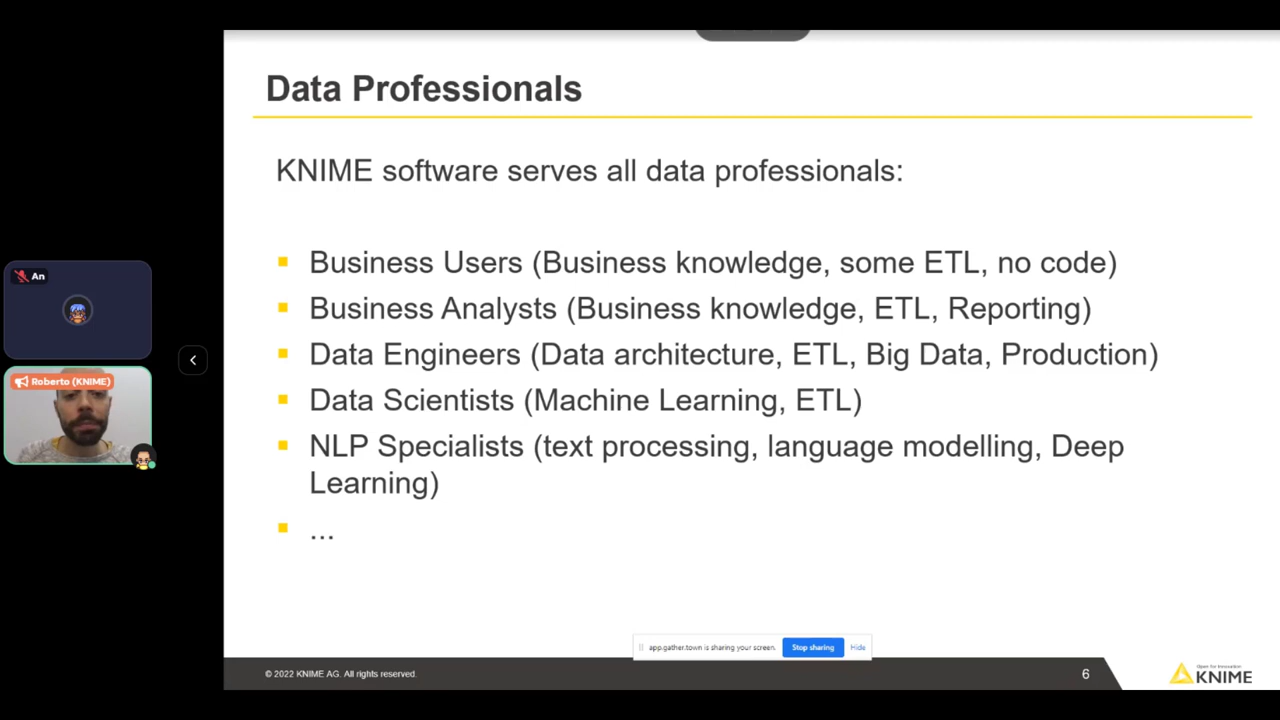 Data Professionals
KNIME software serves all data professionals:
Business Users (Business knowledge, some ETL, no code)
Business Analysts (Business knowledge, ETL, Reporting)
Data Engineers (Data architecture, ETL, Big Data, Production)
Data Scientists (Machine Learning, ETL)
NLP Specialists (text processing, language modelling, Deep
Learning)
...
An
Roberto (KNIME)
app.gather.town is sharing your screen.
Stop sharing
Hide
© 2022 KNIME AG. All rights reserved.
6
Open for Innovation
KNIME